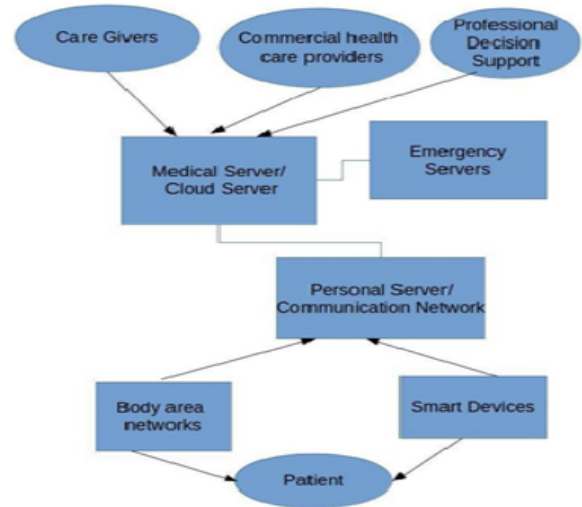 Care Givers
Commercial health
care providers
Professional
Decision
Support
Medical Server/
Cloud Server
Emergency
Servers
Personal Server/
Communication Network
Body area
networks
Smart Devices
Patient